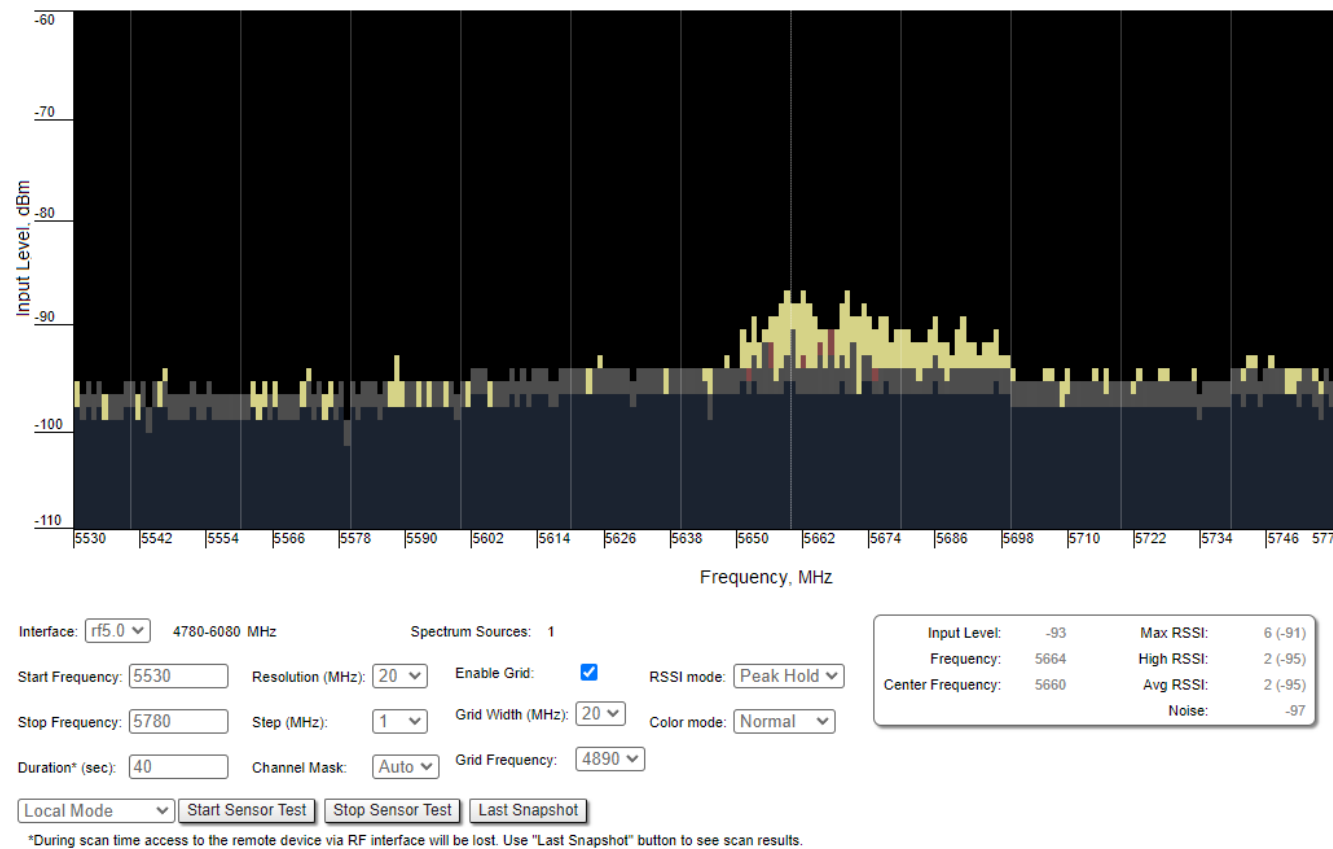 -60
-70
-80
-90
-100
-110
Input Level, dBm
5530 5542 5554 5566 5578 5590 5602 5614 5626 5638 5650 5662 5674 5686 5698 5710 5722 5734 5746 577
Frequency, MHz
Interface: rf5.0 4780-6080 MHz Spectrum Sources: 1
Start Frequency: 5530 Resolution (MHz): 20 Enable Grid: RSSI mode: Peak Hold
Stop Frequency: 5780 Step (MHz): 1 Grid Width (MHz): 20 Color mode: Normal
Duration* (sec): 40 Channel Mask: Auto Grid Frequency: 4890
Input Level: -93 Max RSSI: 6 (-91)
Frequency: 5664 High RSSI: 2 (-95)
Center Frequency: 5660 Avg RSSI: 2 (-95)
Noise: -97
Local Mode Start Sensor Test Stop Sensor Test Last Snapshot
*During scan time access to the remote device via RF interface will be lost. Use "Last Snapshot" button to see scan results.